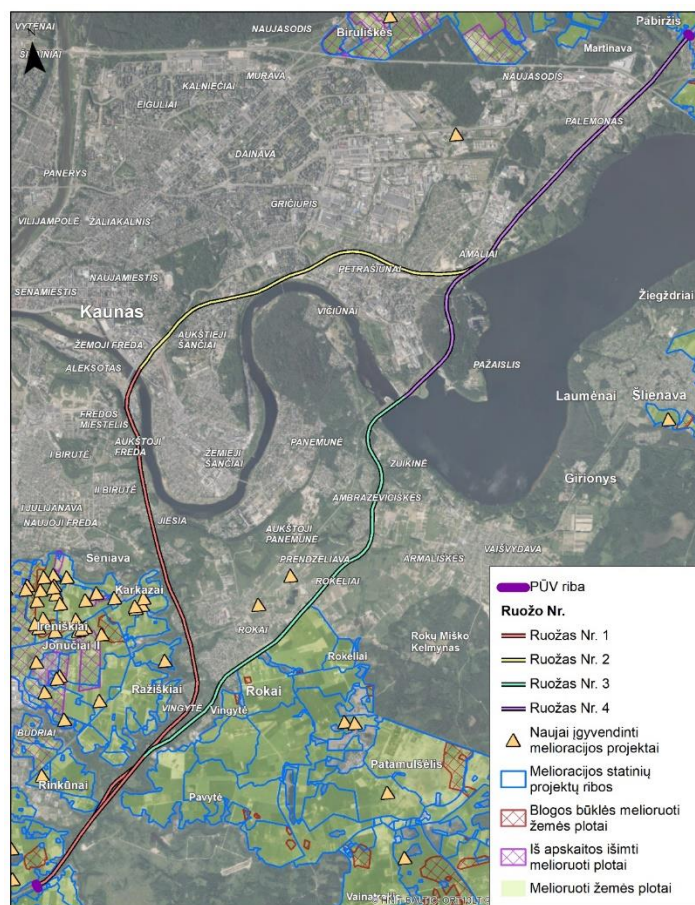 VYTĖNAI
NAUJASODIS
Biruliškės
Pabiržis
Martinava
MURAVA
KALNIEČIAI
NAUJASODIS
EIGULIAI
PALEMONAS
DAINAVA
PANERYS
GRIČIUPIS
VILIJAMPOLĖ
ŽALIAKALNIS
AMALIAI
NAUJAMIESTIS
PETRAŠIŪNAI
SENAMIESTIS
Žiegždriai
Kaunas
VIČIŪNAI
AUKŠTIEJI
ŠANČIAI
ŽEMOJI FREDA
PAŽAISLIS
ALEKSOTAS
Laumėnai
Šlienava
FREDOS
MIESTELIS
AUKŠTOJI
FREDA
PANEMUNĖ
ŽEMIEJI
ŠANČIAI
I BIRUTĖ
ZUIKINĖ
Girionys
II BIRUTĖ
AMBRAZEVIČIŠKĖS
I JULIJANAVA
NAUJOJI FREDA
JIESIA
AUKŠTOJI
PANEMUNĖ
VAIŠVYDAVA
Seniava
PRENDZELIAVA
ARMALIŠKĖS
ROKELIAI
Karkazai
Ireniškiai
ROKAI
Jonučiai II
Rokų Miško
Kelmynas
Rokeliai
Ražiškiai
Rokai
VINGYTĖ
Vingytė
BUDRIAI
Patamulšėlis
Rinkūnai
Pavytė
Vainatrakis
PŪV riba
Ruožo Nr.
Ruožas Nr. 1
Ruožas Nr. 2
Ruožas Nr. 3
Ruožas Nr. 4
Naujai įgyvendinti
melioracijos projektai
Melioracijos statinių
projektų ribos
Blogos būklės melioruoti
žemės plotai
Iš apskaitos išimti
melioruoti plotai
Melioruoti žemės plotai